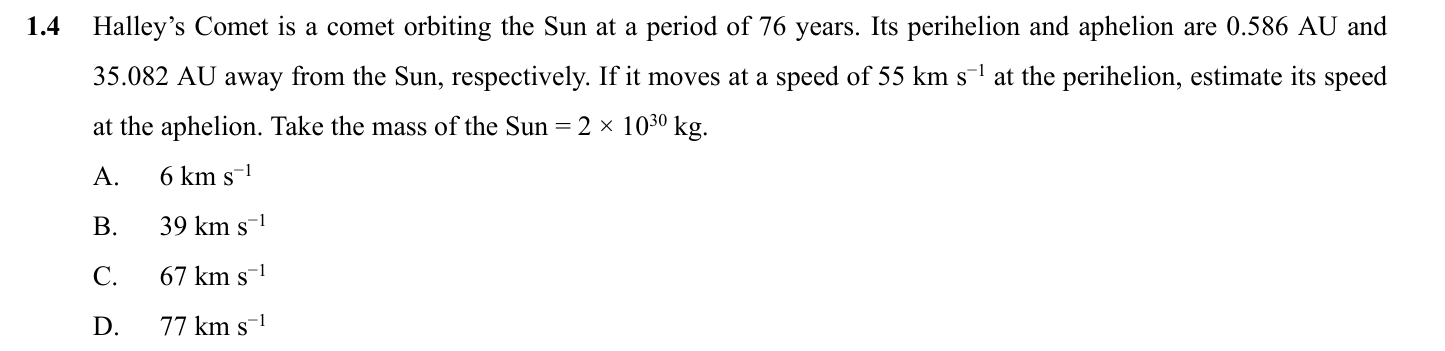 1.4 Halley’s Comet is a comet orbiting the Sun at a period of 76 years. Its perihelion and aphelion are 0.586 AU and
35.082 AU away from the Sun, respectively. If it moves at a speed of 55 km s⁻¹ at the perihelion, estimate its speed
at the aphelion. Take the mass of the Sun = 2 × 10³⁰ kg.
A. 6 km s⁻¹
B. 39 km s⁻¹
C. 67 km s⁻¹
D. 77 km s⁻¹